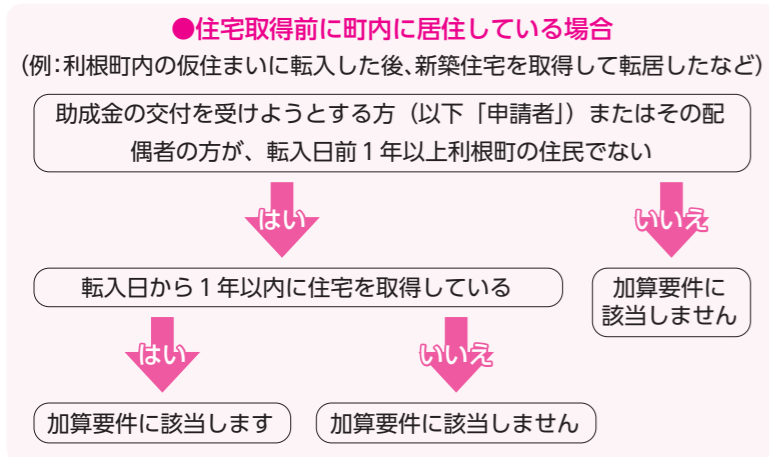 ●住宅取得前に町内に居住している場合
(例:利根町内の仮住まいに転入した後、新築住宅を取得して転居したなど)
助成金の交付を受けようとする方(以下「申請者」)またはその配
偶者の方が、転入日前1年以上利根町の住民でない
はい
いいえ
転入日から1年以内に住宅を取得している
加算要件に
該当しません
はい
いいえ
加算要件に該当します
加算要件に該当しません